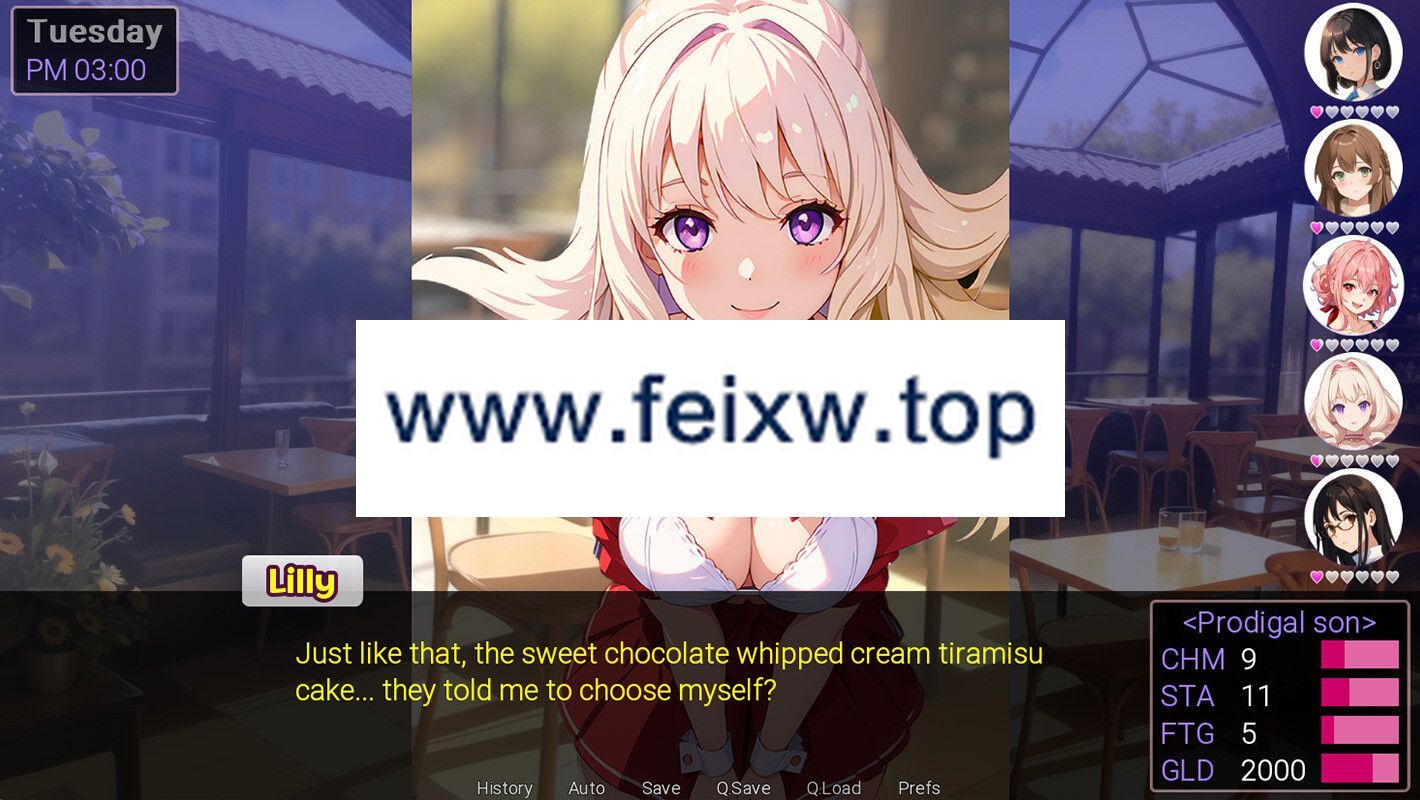 Tuesday
PM 03:00
www.feixw.top
Lilly
Just like that, the sweet chocolate whipped cream tiramisu
cake... they told me to choose myself?
<Prodigal son>
CHM 9
STA 11
FTG 5
GLD 2000
History Auto Save Q.Save Q.Load Prefs